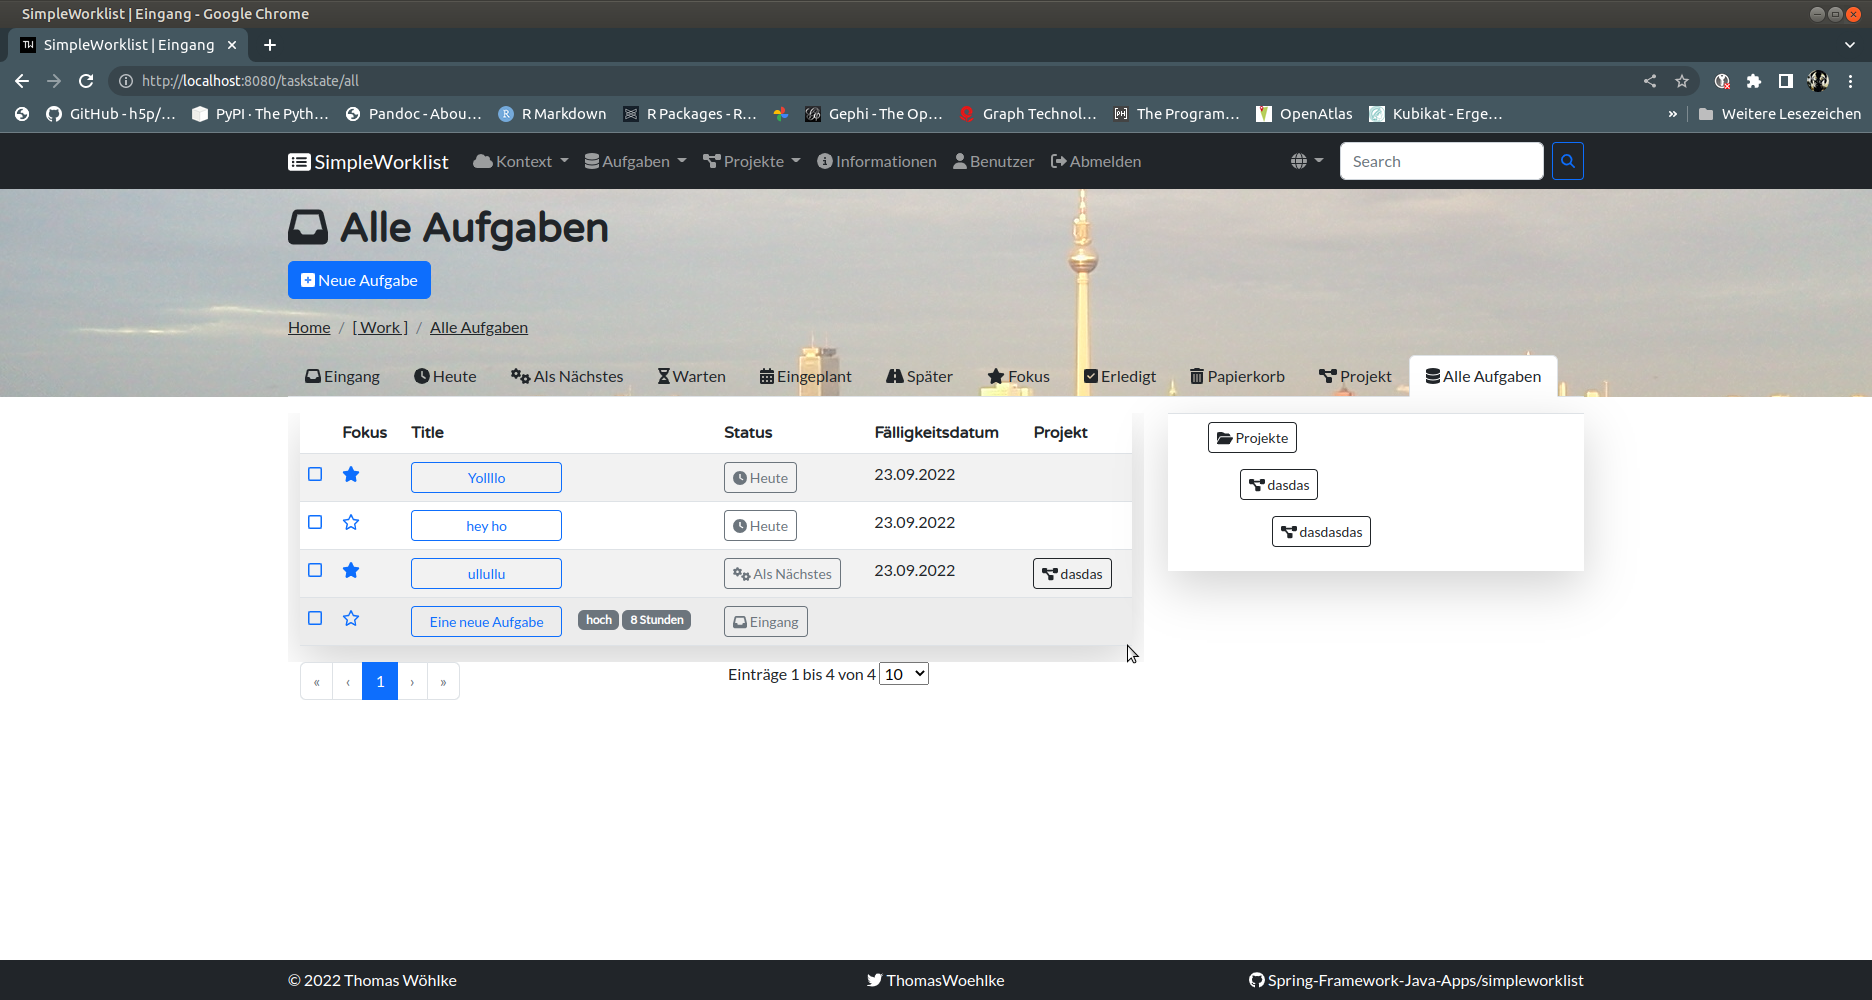 SimpleWorklist | Eingang - Google Chrome
SimpleWorklist | Eingang
http://localhost:8080/taskstate/all
GitHub - h5p/… PyPI · The Pyth… Pandoc - Abou… R Markdown R Packages - R… Gephi - The Op… Graph Technol… The Program… OpenAtlas Kubikat - Erge… » Weitere Lesezeichen
SimpleWorklist Kontext Aufgaben Projekte Informationen Benutzer Abmelden Search
Alle Aufgaben
Neue Aufgabe
Home / [ Work ] / Alle Aufgaben
Eingang Heute Als Nächstes Warten Eingeplant Später Fokus Erledigt Papierkorb Projekt Alle Aufgaben
Fokus Title Status Fälligkeitsdatum Projekt
Yollllo Heute 23.09.2022
hey ho Heute 23.09.2022
ullullu Als Nächstes 23.09.2022 dasdas
Eine neue Aufgabe hoch 8 Stunden Eingang
« ‹ 1 › »
Einträge 1 bis 4 von 4 10
Projekte
dasdas
dasdasdas
© 2022 Thomas Wöhlke ThomasWoehlke Spring-Framework-Java-Apps/simpleworklist